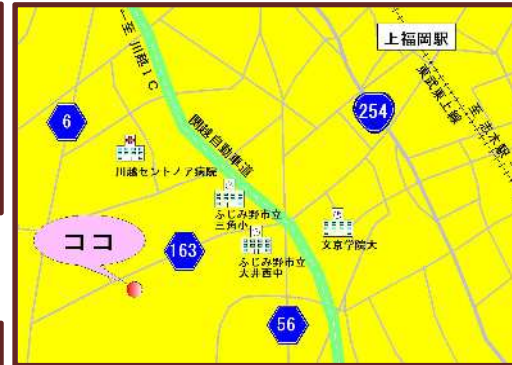 上福岡駅
至 川越IC
東武東上線
至 志木駅
254
6
関越自動車道
川越セントノア病院
ふじみ野市立
三角小
文京学院大
ココ
163
ふじみ野市立
大井西中
56